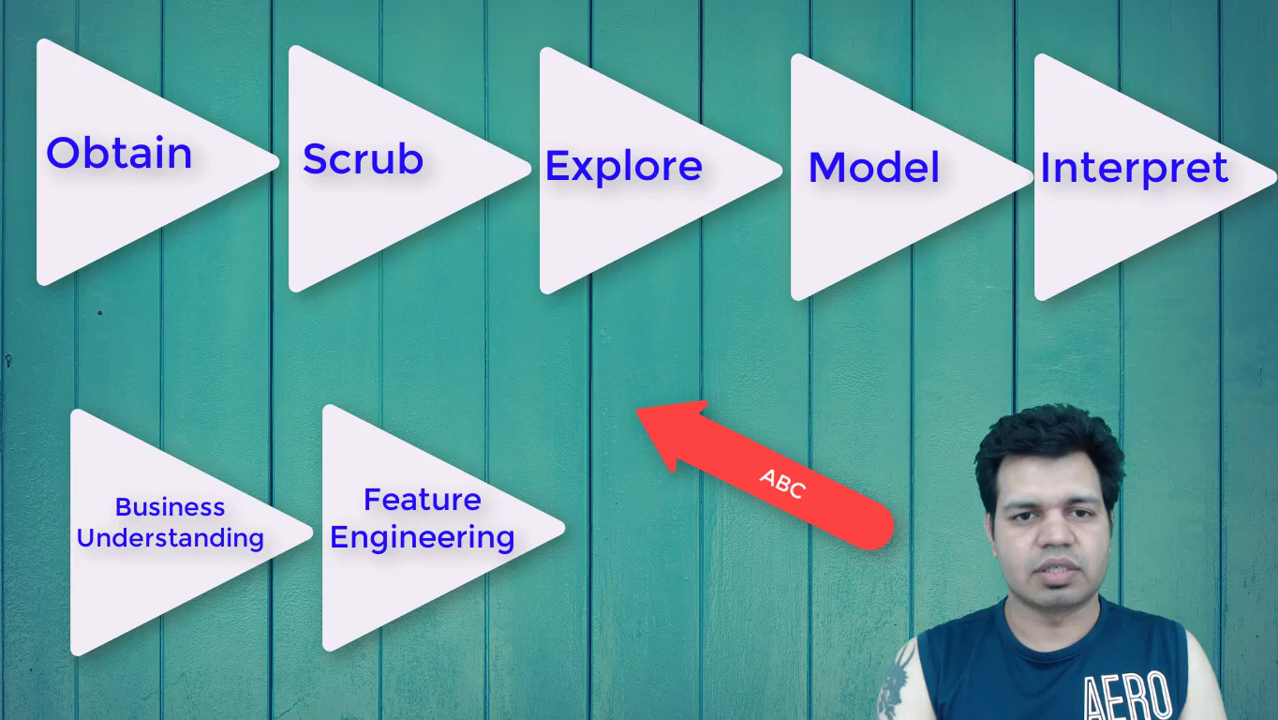 Obtain
Scrub
Explore
Model
Interpret
Business
Understanding
Feature
Engineering
ABC
AERO